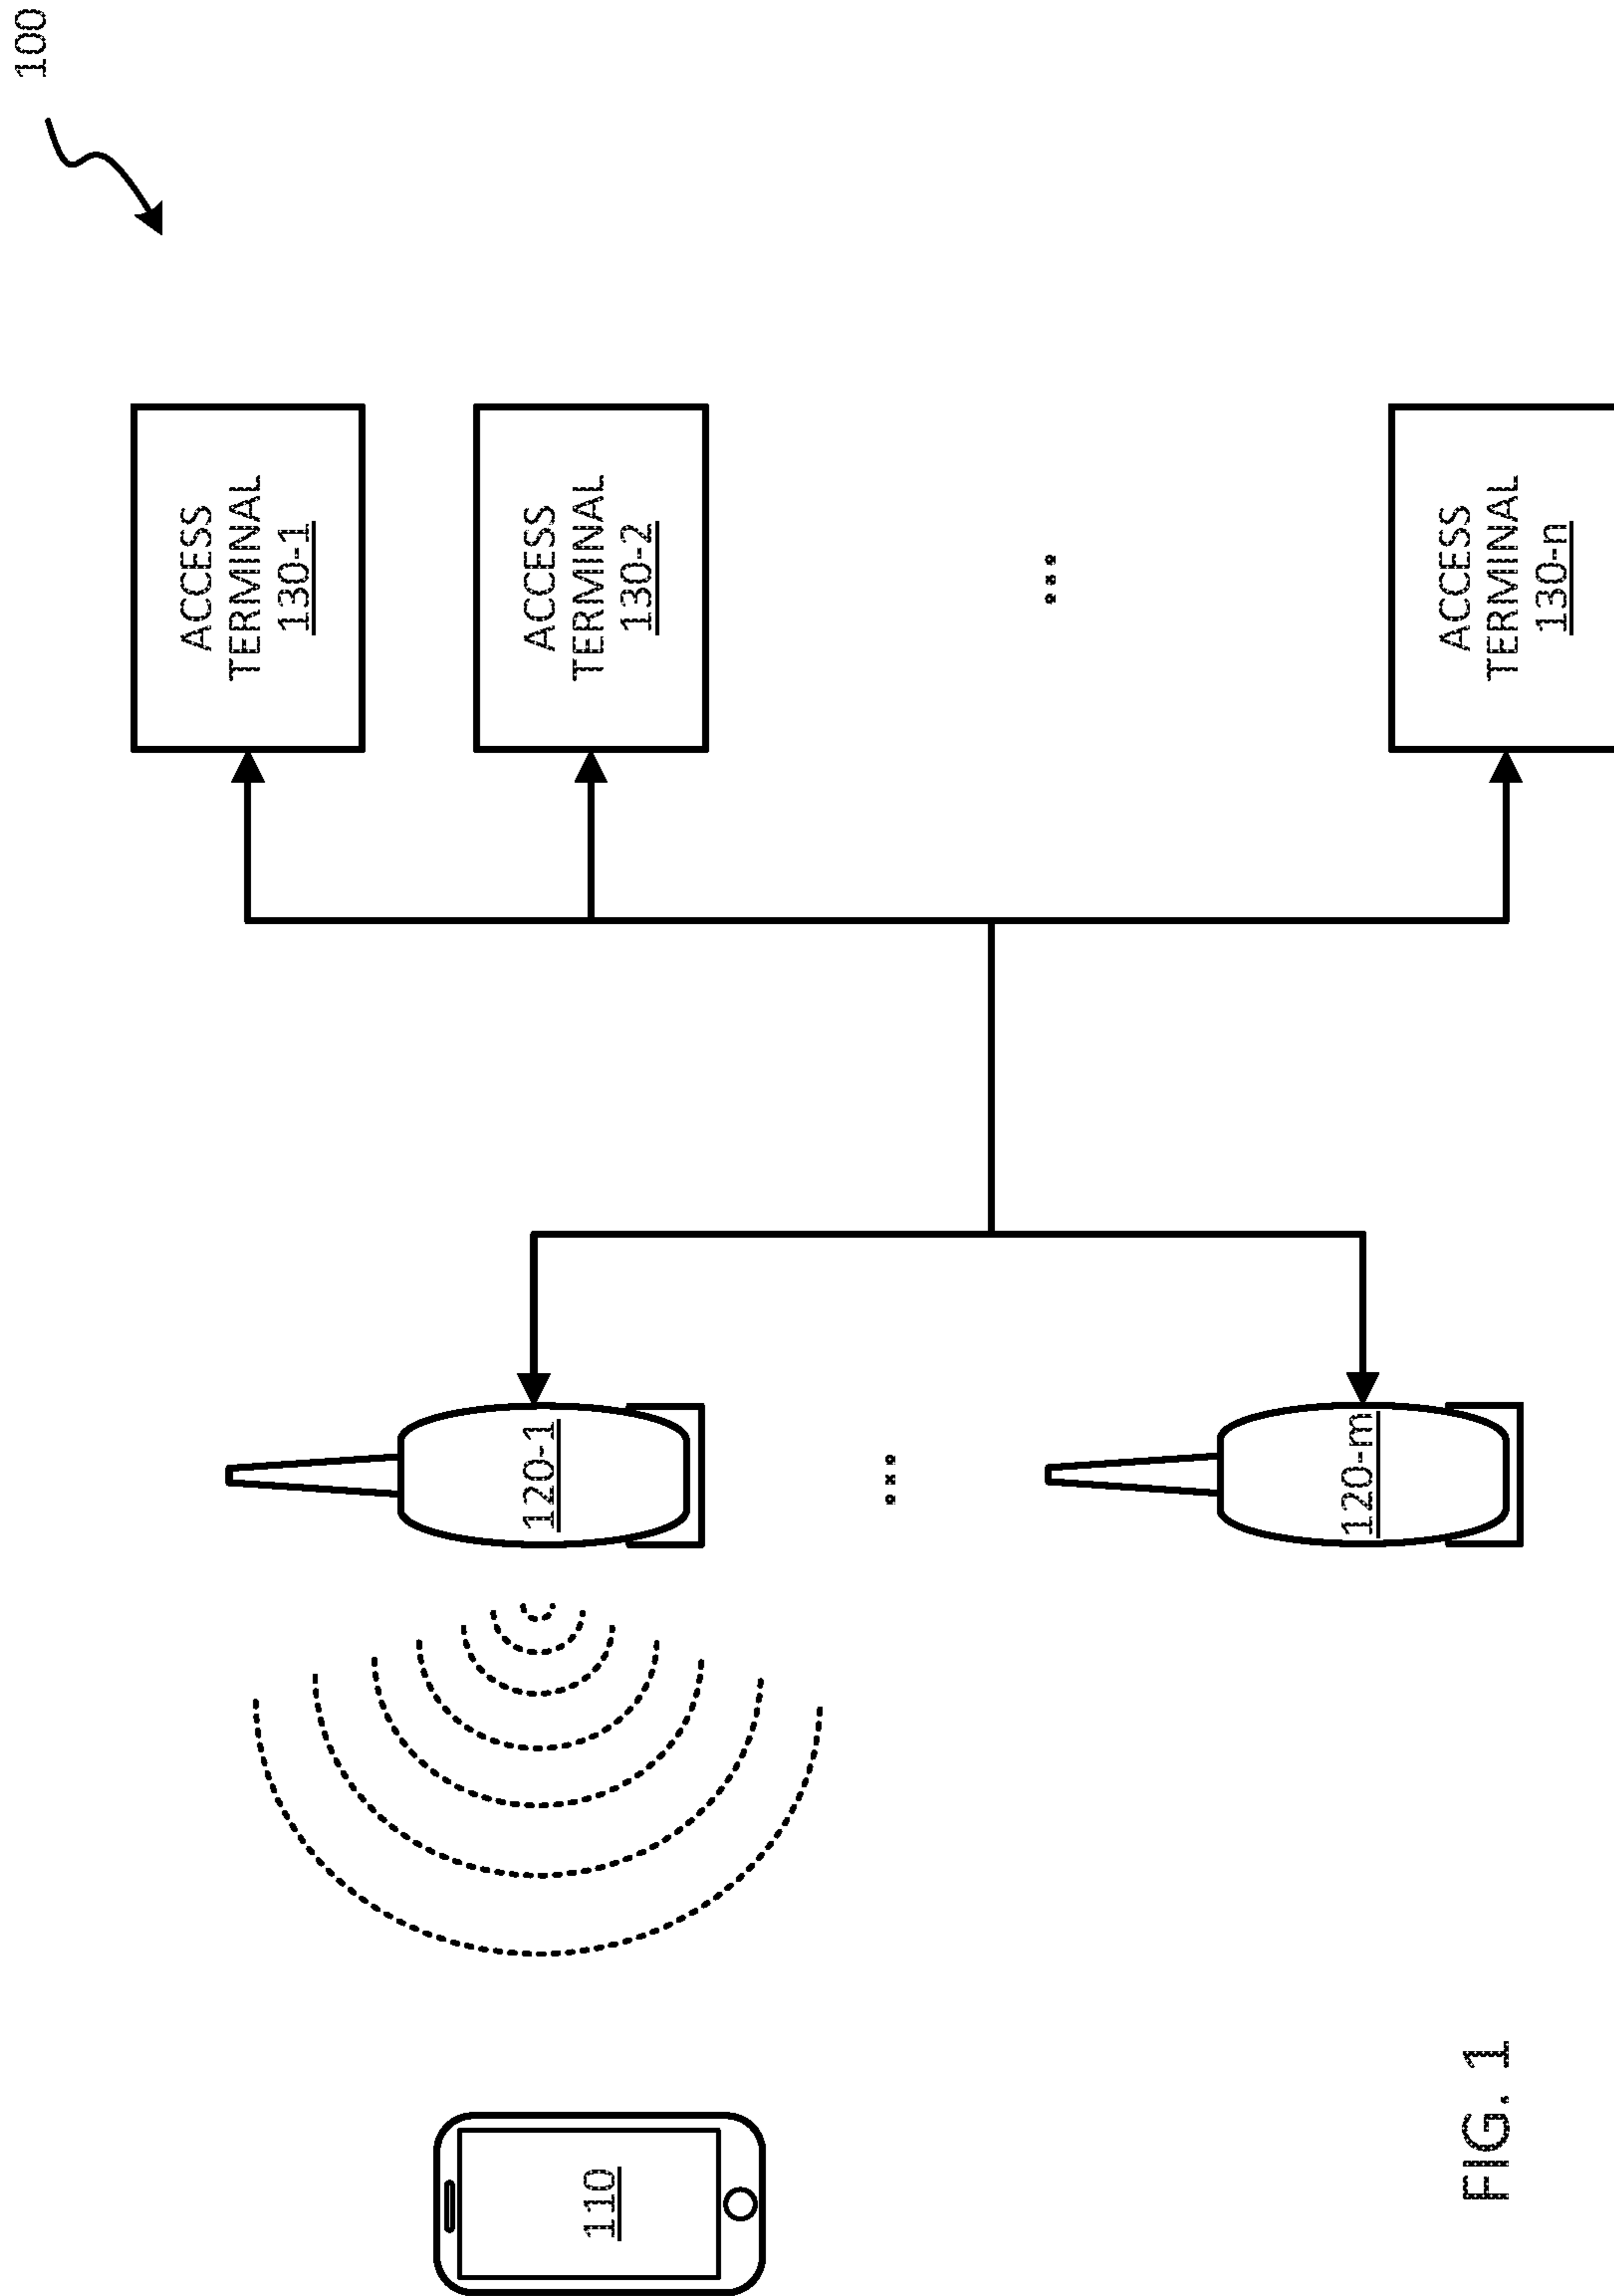 100
ACCESS
TERMINAL
130-1
ACCESS
TERMINAL
130-2
...
ACCESS
TERMINAL
130-n
120-1
...
120-m
110
FIG. 1